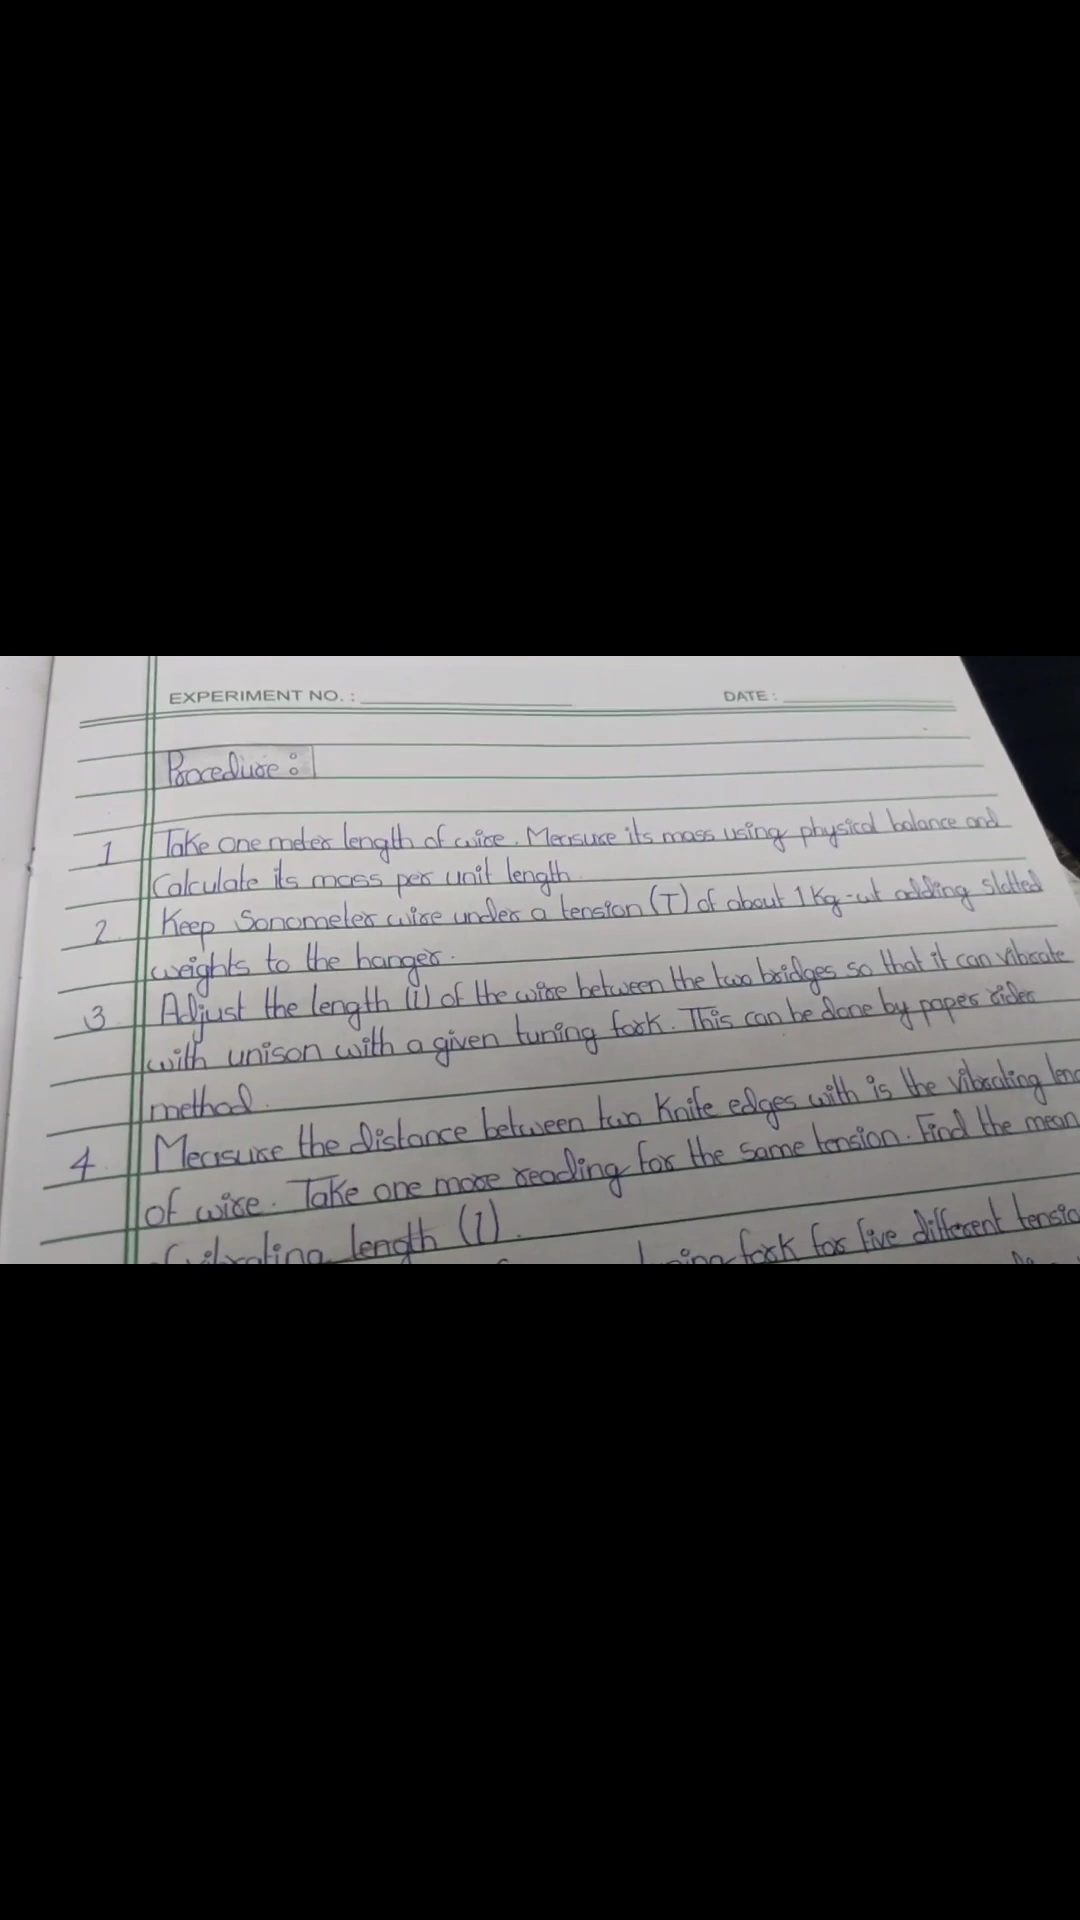 EXPERIMENT NO. :
DATE :
Procedure :
1 Take one meter length of wire. Measure its mass using physical balance and
Calculate its mass per unit length.
2 Keep Sonometer wire under a tension (T) of about 1 Kg-wt adding slotted
weights to the hanger.
3 Adjust the length (l) of the wire between the two bridges so that it can vibrate
with unison with a given tuning fork. This can be done by paper rider
method.
4 Measure the distance between two Knife edges with is the vibrating
of wire. Take one more reading for the same tension. Find the mean
vibrating length (l).
fork for five different